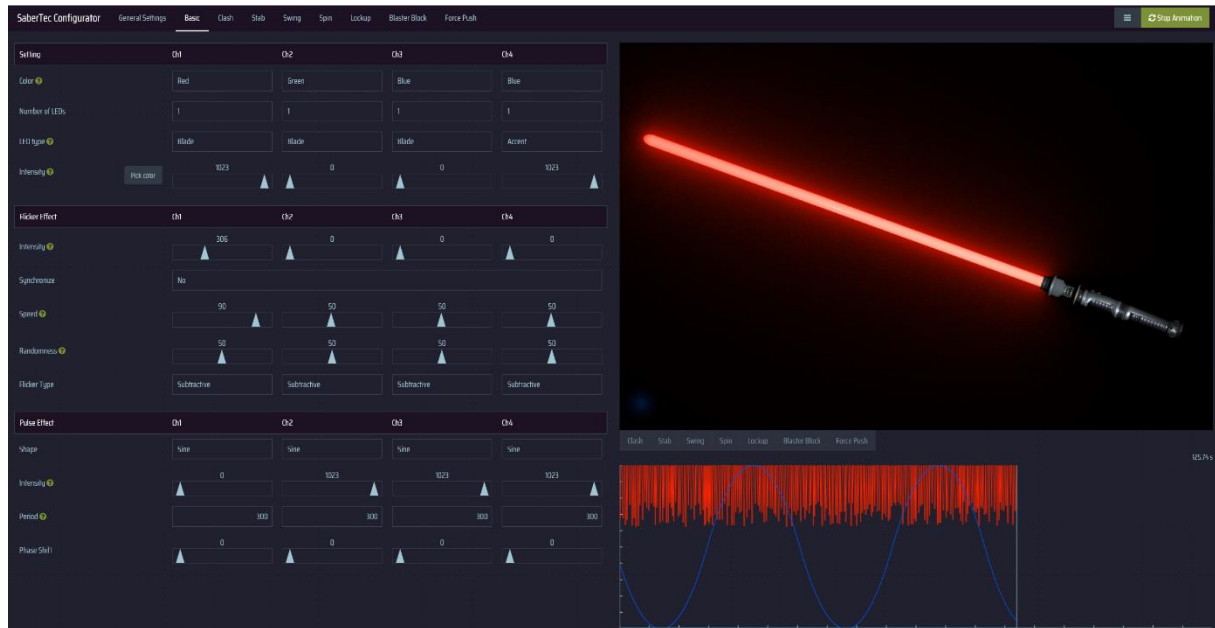 SaberTec Configurator General Settings Basic Clash Stab Swing Spin Lockup Blaster Block Force Push Stop Animation
Setting Ch1 Ch2 Ch3 Ch4
Color Red Green Blue Blue
Number of LEDs 1 1 1 1
LED type Blade Blade Blade Accent
Intensity Pick color 1023 0 0 1023
Flicker Effect Ch1 Ch2 Ch3 Ch4
Intensity 306 0 0 0
Synchronize No
Speed 90 50 50 50
Randomness 50 50 50 50
Flicker Type Subtractive Subtractive Subtractive Subtractive
Pulse Effect Ch1 Ch2 Ch3 Ch4
Shape Sine Sine Sine Sine
Intensity 0 1023 1023 1023
Period 300 300 300 300
Phase Shift 0 0 0 0
Clash Stab Swing Spin Lockup Blaster Block Force Push
125.74 s